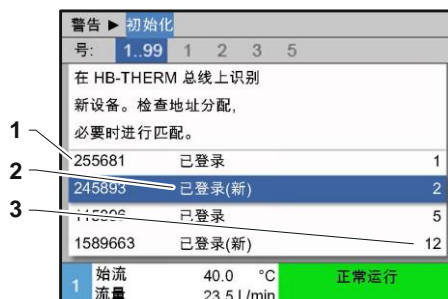 警告 ▶ 初始化
号: 1..99 1 2 3 5
在 HB-THERM 总线上识别
新设备。检查地址分配,
必要时进行匹配。
1
255681 已登录 1
2
245893 已登录(新) 2
3
已登录 5
1589663 已登录(新) 12
1 始流 40.0 °C 正常运行
流量 23.5 L/min